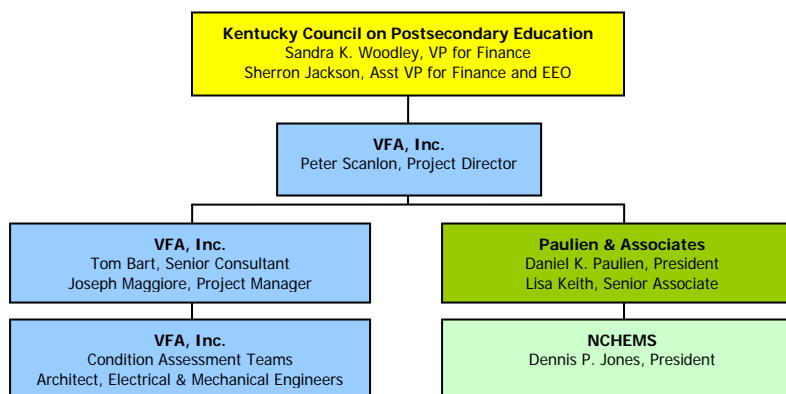 Kentucky Council on Postsecondary Education
Sandra K. Woodley, VP for Finance
Sherron Jackson, Asst VP for Finance and EEO
VFA, Inc.
Peter Scanlon, Project Director
VFA, Inc.
Tom Bart, Senior Consultant
Joseph Maggiore, Project Manager
Paulien & Associates
Daniel K. Paulien, President
Lisa Keith, Senior Associate
VFA, Inc.
Condition Assessment Teams
Architect, Electrical & Mechanical Engineers
NCHEMS
Dennis P. Jones, President